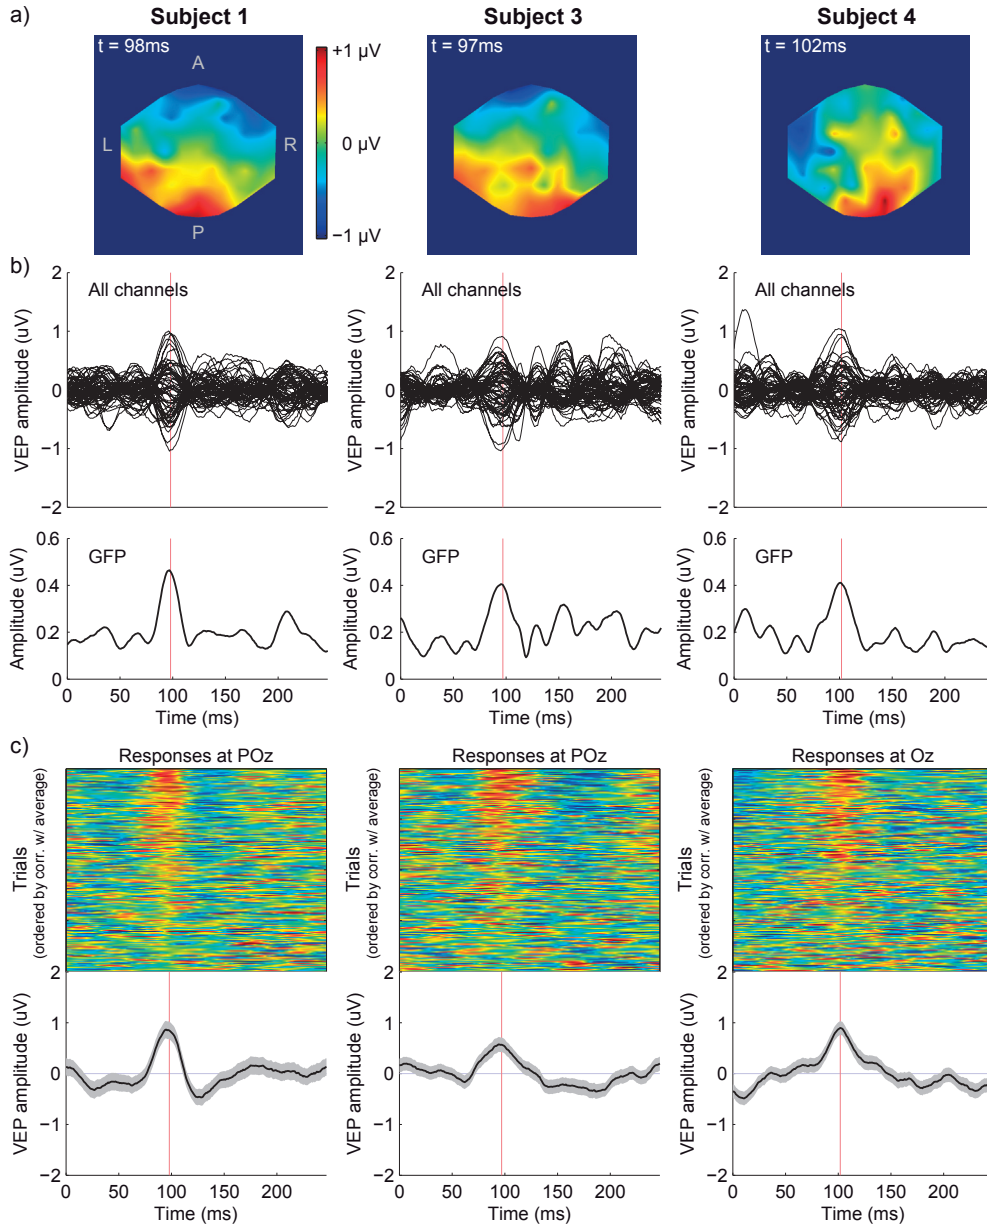 a)
Subject 1
Subject 3
Subject 4
t = 98ms
A
L
R
P
+1 µV
0 µV
−1 µV
t = 97ms
t = 102ms
b)
All channels
All channels
All channels
VEP amplitude (uV)
2
1
0
−1
−2
VEP amplitude (uV)
2
1
0
−1
−2
VEP amplitude (uV)
2
1
0
−1
−2
GFP
GFP
GFP
Amplitude (uV)
0.6
0.4
0.2
0
Amplitude (uV)
0.6
0.4
0.2
0
Amplitude (uV)
0.6
0.4
0.2
0
0 50 100 150 200
0 50 100 150 200
0 50 100 150 200
Time (ms)
Time (ms)
Time (ms)
c)
Responses at POz
Responses at POz
Responses at Oz
Trials
(ordered by corr. w/ average)
Trials
(ordered by corr. w/ average)
Trials
(ordered by corr. w/ average)
VEP amplitude (uV)
2
1
0
−1
−2
VEP amplitude (uV)
2
1
0
−1
−2
VEP amplitude (uV)
2
1
0
−1
−2
0 50 100 150 200
0 50 100 150 200
0 50 100 150 200
Time (ms)
Time (ms)
Time (ms)